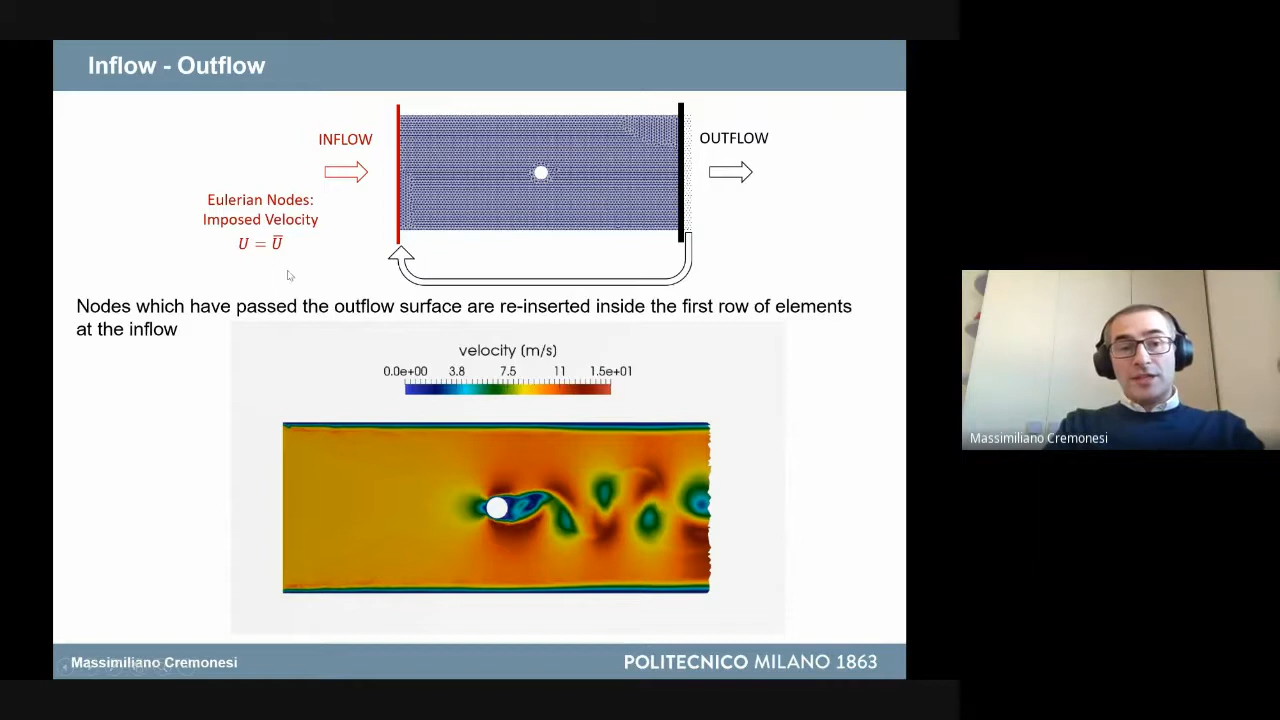 Inflow - Outflow
INFLOW
OUTFLOW
Eulerian Nodes:
Imposed Velocity
U = U̅
Nodes which have passed the outflow surface are re-inserted inside the first row of elements
at the inflow
velocity (m/s)
0.0e+00 3.8 7.5 11 1.5e+01
Massimiliano Cremonesi
Massimiliano Cremonesi
POLITECNICO MILANO 1863